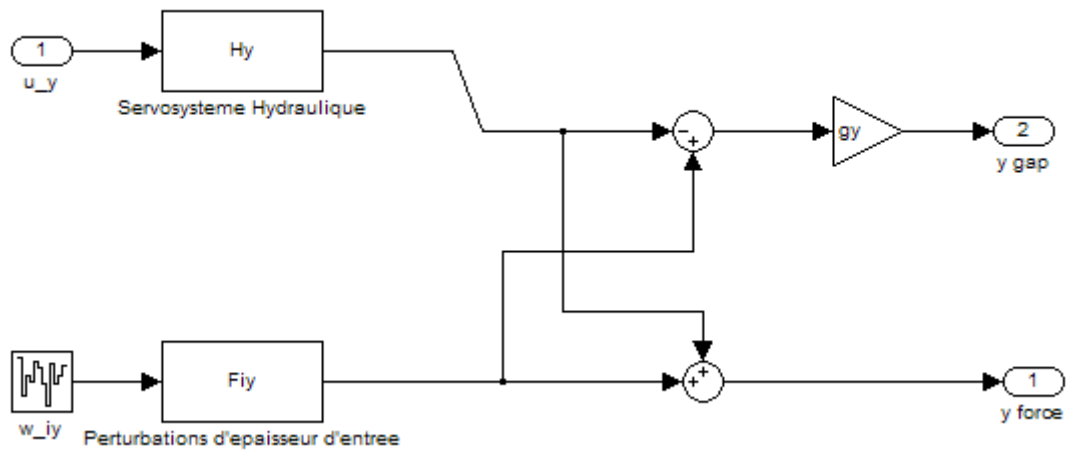 1
u_y
Hy
Servosysteme Hydraulique
-
+
gy
2
y gap
w_iy
Fiy
Perturbations d'epaisseur d'entree
+
+
1
y force